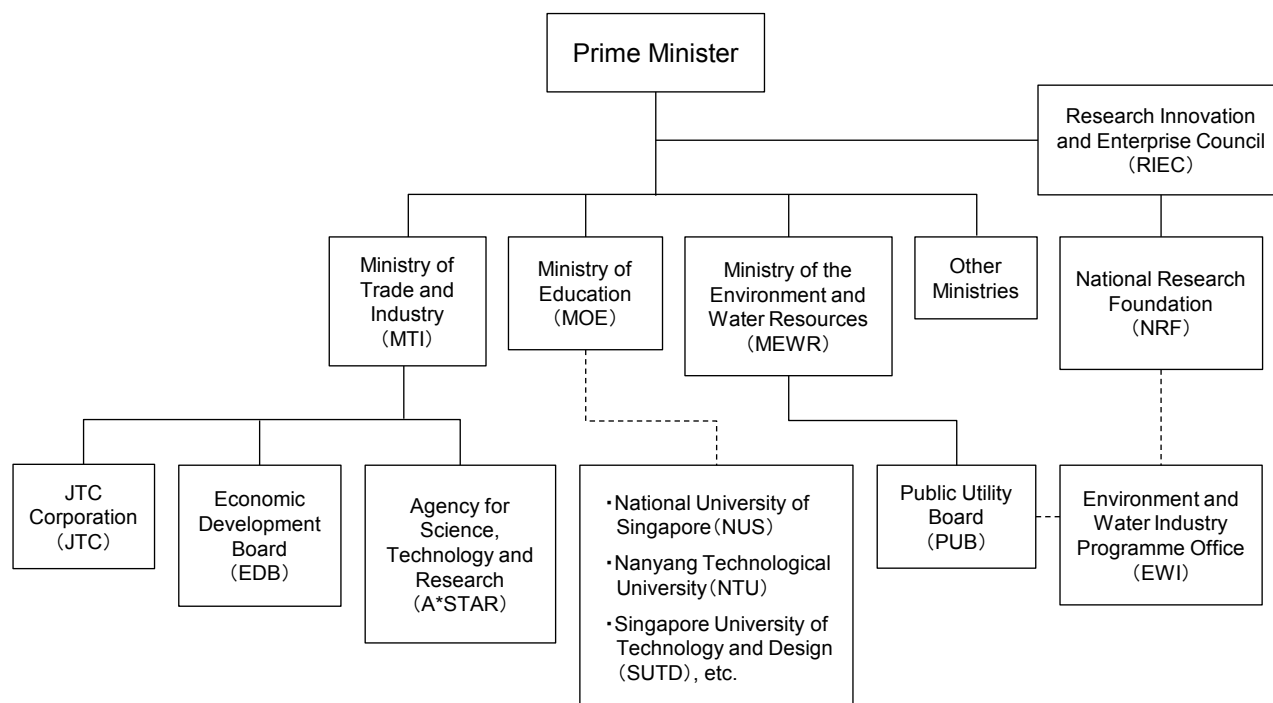 Prime Minister
Research Innovation
and Enterprise Council
（RIEC）
Ministry of
Trade and
Industry
（MTI）
Ministry of
Education
（MOE）
Ministry of the
Environment and
Water Resources
（MEWR）
Other
Ministries
National Research
Foundation
（NRF）
JTC
Corporation
（JTC）
Economic
Development
Board
（EDB）
Agency for
Science,
Technology and
Research
（A*STAR）
・National University of
Singapore（NUS）
・Nanyang Technological
University（NTU）
・Singapore University of
Technology and Design
（SUTD）, etc.
Public Utility
Board
（PUB）
Environment and
Water Industry
Programme Office
（EWI）